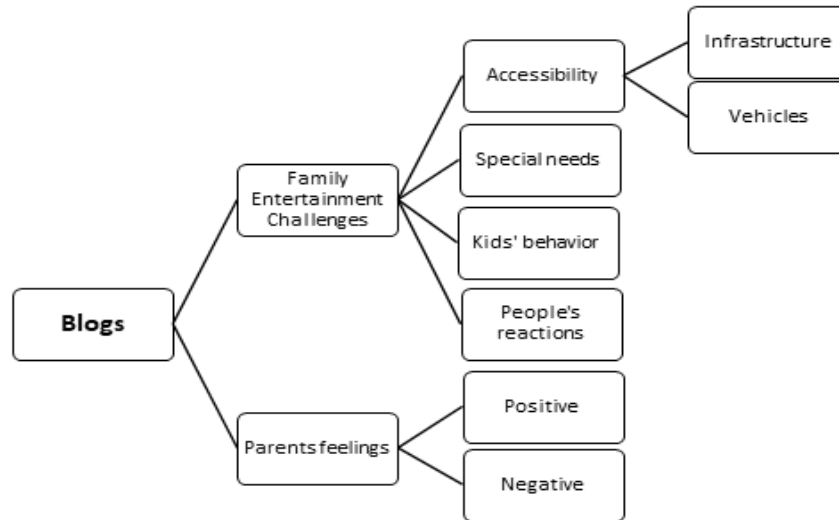 Blogs
Family
Entertainment
Challenges
Accessibility
Infrastructure
Vehicles
Special needs
Kids' behavior
People's
reactions
Parents feelings
Positive
Negative